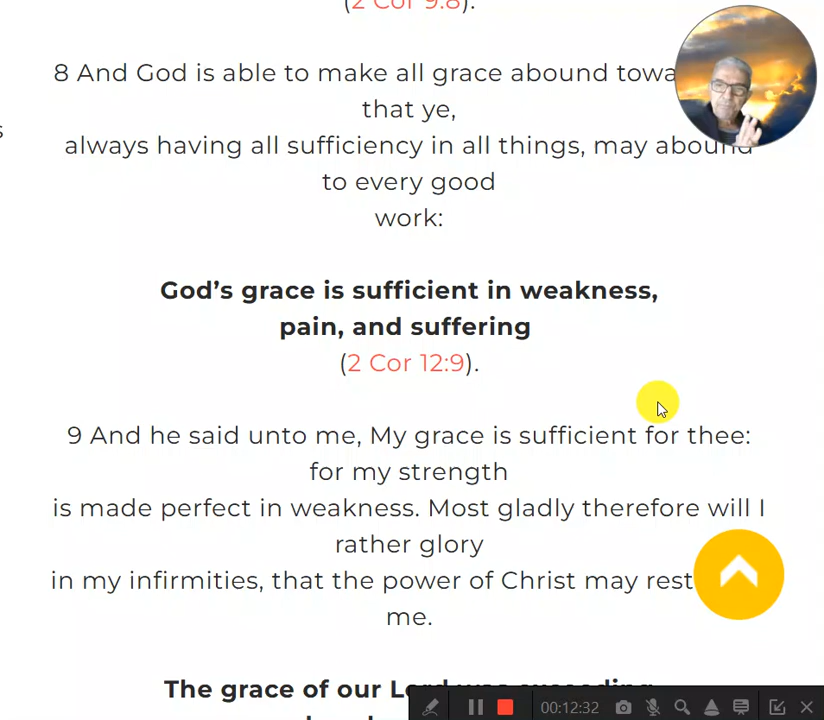 (2 Cor 9:8).
8 And God is able to make all grace abound
that ye,
s
always having all sufficiency in all things, may abound
to every good
work:
God’s grace is sufficient in weakness,
pain, and suffering
(2 Cor 12:9).
9 And he said unto me, My grace is sufficient for thee:
for my strength
is made perfect in weakness. Most gladly therefore will I
rather glory
in my infirmities, that the power of Christ may rest
me.
The grace of our
00:12:32